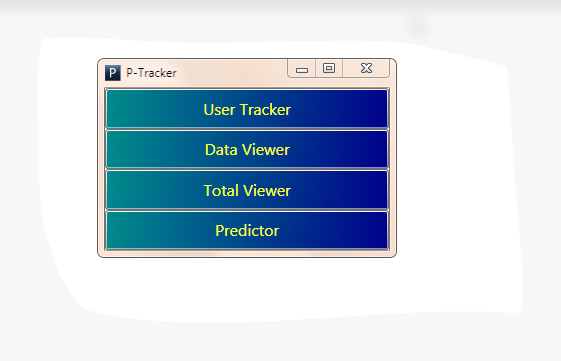 P P-Tracker
User Tracker
Data Viewer
Total Viewer
Predictor